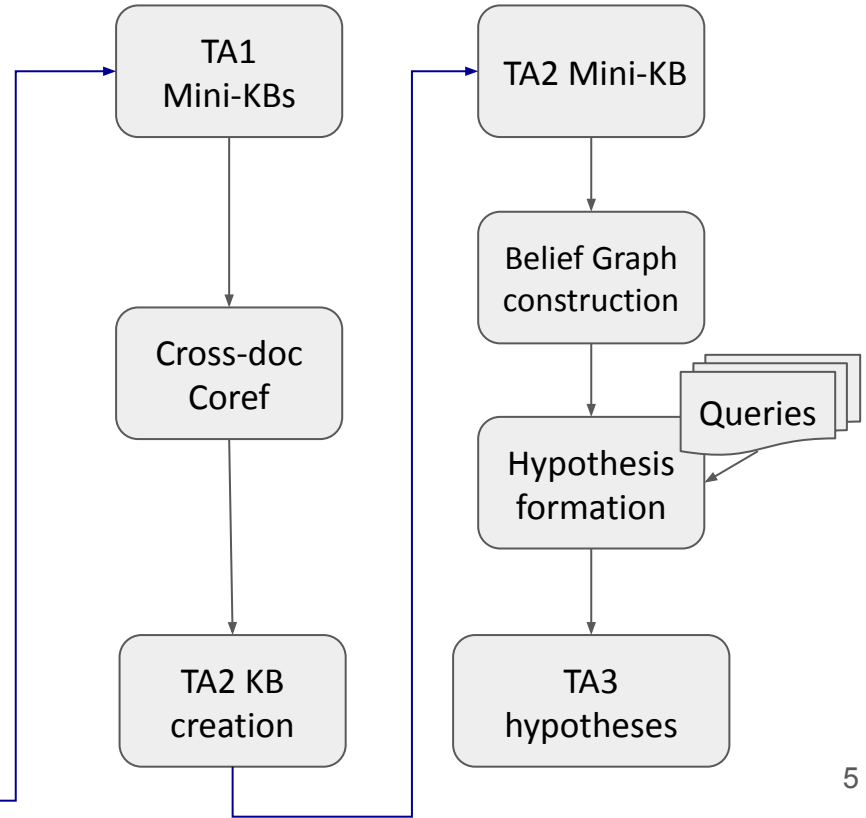 TA1
Mini-KBs
Cross-doc
Coref
TA2 KB
creation
TA2 Mini-KB
Belief Graph
construction
Queries
Hypothesis
formation
TA3
hypotheses
5